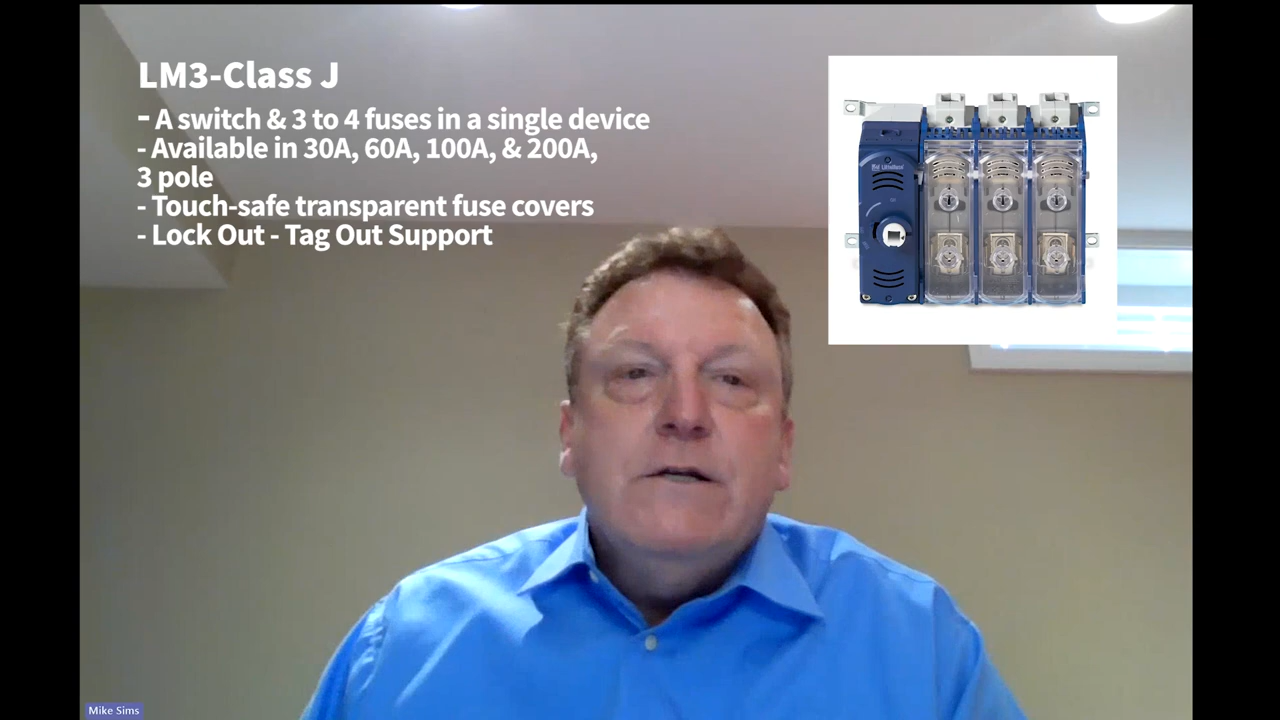 LM3-Class J
- A switch & 3 to 4 fuses in a single device
- Available in 30A, 60A, 100A, & 200A,
3 pole
- Touch-safe transparent fuse covers
- Lock Out - Tag Out Support
Littelfuse
Mike Sims